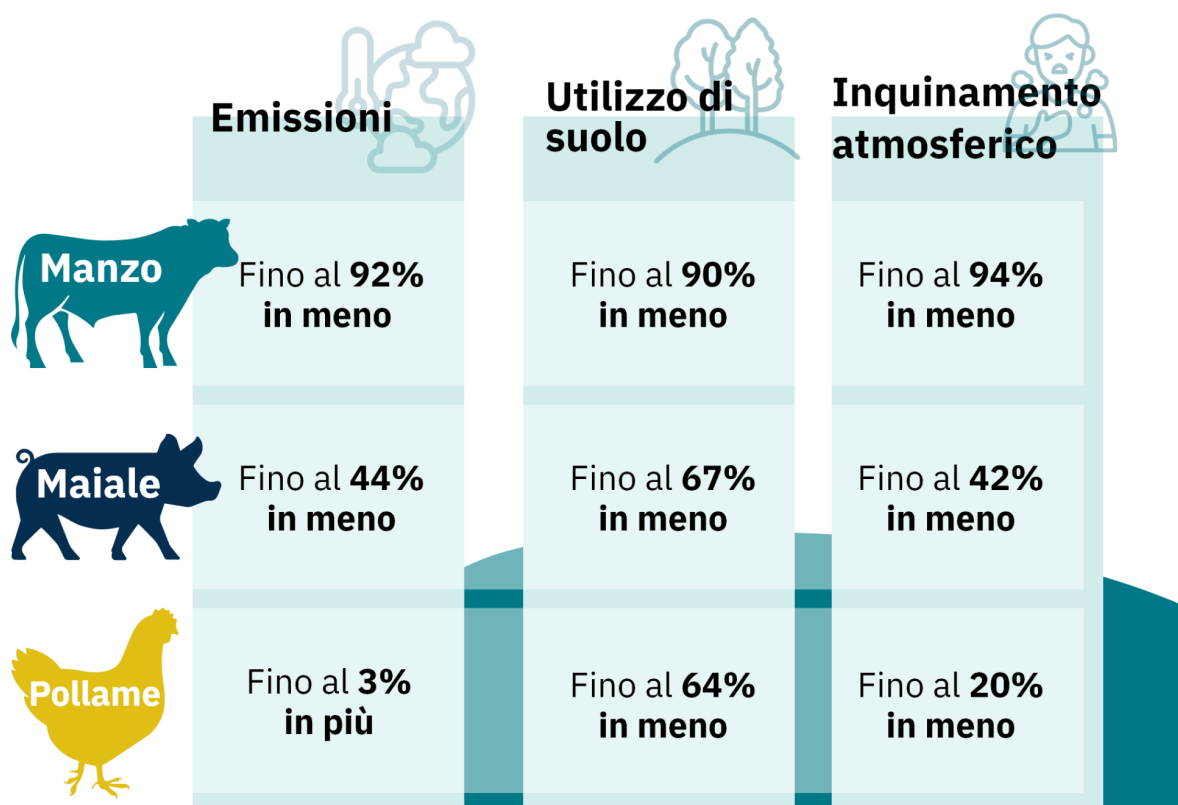 Emissioni
Utilizzo di
suolo
Inquinamento
atmosferico
Manzo
Fino al 92%
in meno
Fino al 90%
in meno
Fino al 94%
in meno
Maiale
Fino al 44%
in meno
Fino al 67%
in meno
Fino al 42%
in meno
Pollame
Fino al 3%
in più
Fino al 64%
in meno
Fino al 20%
in meno